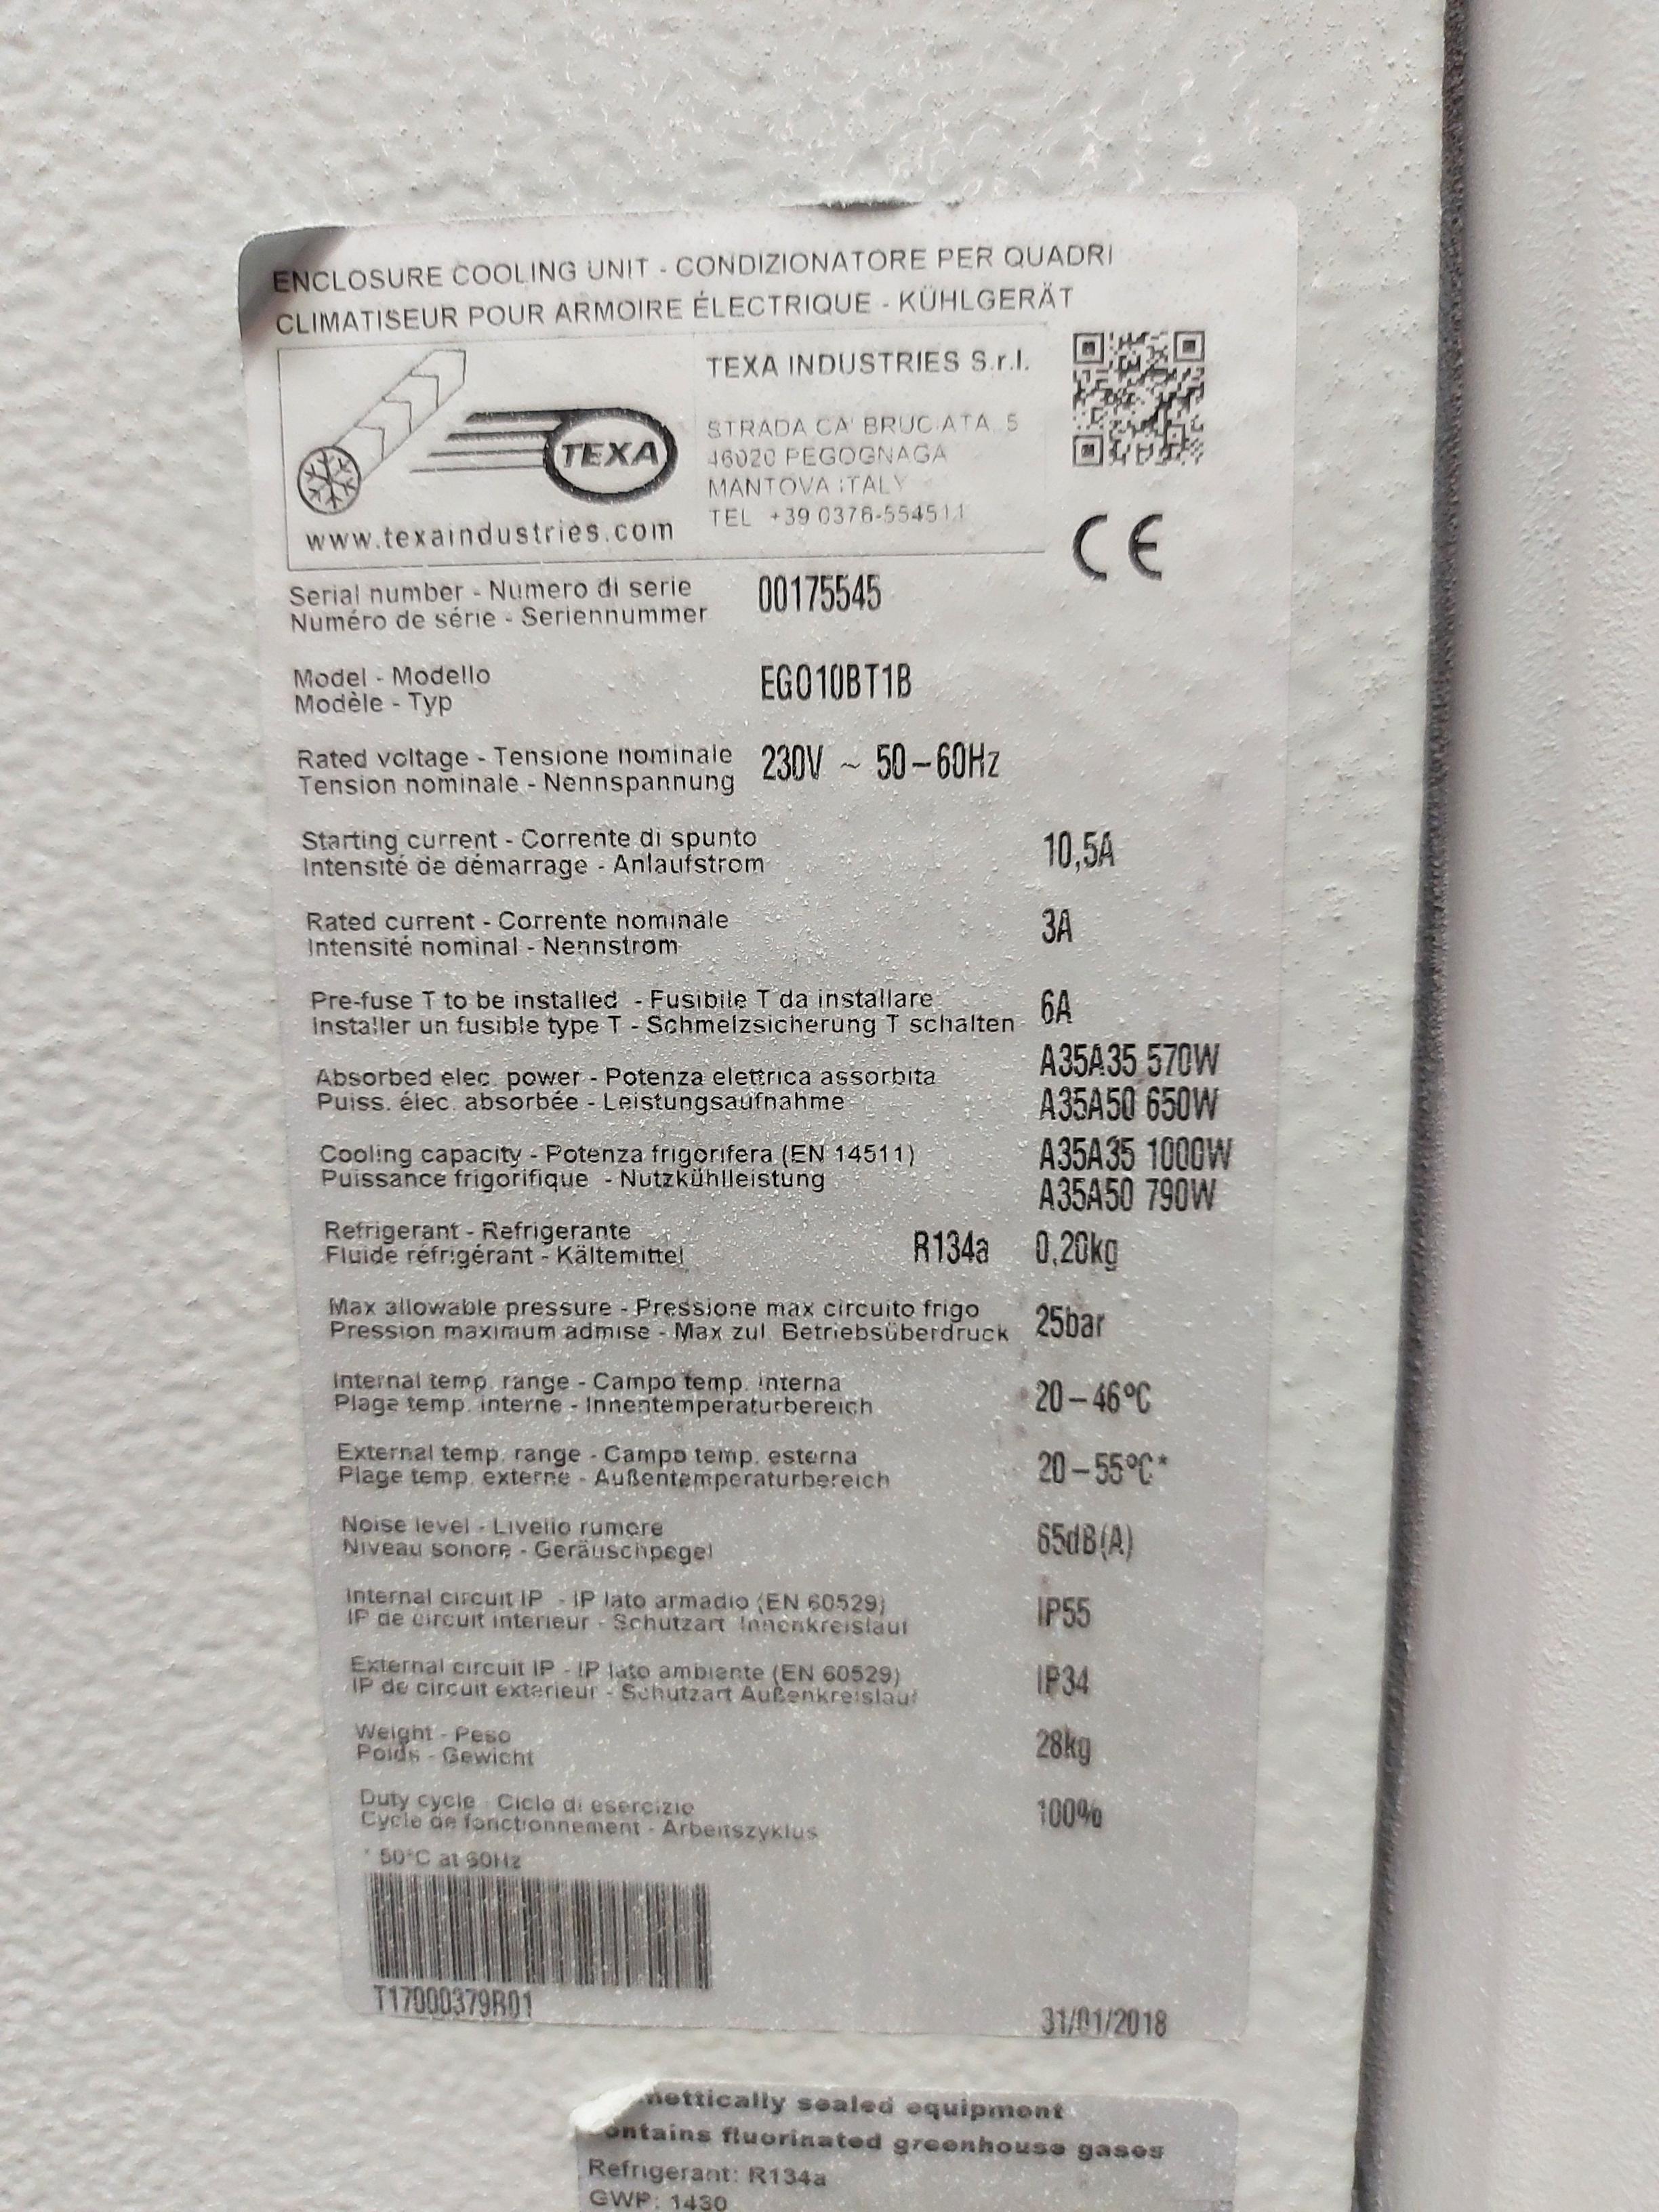 ENCLOSURE COOLING UNIT - CONDIZIONATORE PER QUADRI
CLIMATISEUR POUR ARMOIRE ÉLECTRIQUE - KÜHLGERÄT
TEXA
www.texaindustries.com
TEXA INDUSTRIES S.r.l.
STRADA CA' BRUCIATA, 5
46020 PEGOGNAGA
MANTOVA ITALY
TEL +39 0376-554511
CE
Serial number - Numero di serie
Numéro de série - Seriennummer
00175545
Model - Modello
Modèle - Typ
EGO10BT1B
Rated voltage - Tensione nominale
Tension nominale - Nennspannung
230V ~ 50-60Hz
Starting current - Corrente di spunto
Intensité de démarrage - Anlaufstrom
10,5A
Rated current - Corrente nominale
Intensité nominal - Nennstrom
3A
Pre-fuse T to be installed - Fusibile T da installare
Installer un fusible type T - Schmelzsicherung T schalten
6A
Absorbed elec. power - Potenza elettrica assorbita
Puiss. élec. absorbée - Leistungsaufnahme
A35A35 570W
A35A50 650W
Cooling capacity - Potenza frigorifera (EN 14511)
Puissance frigorifique - Nutzkühlleistung
A35A35 1000W
A35A50 790W
Refrigerant - Refrigerante
Fluide réfrigérant - Kältemittel
R134a 0,20kg
Max allowable pressure - Pressione max circuito frigo
Pression maximum admise - Max zul. Betriebsüberdruck
25bar
Internal temp. range - Campo temp. interna
Plage temp. interne - Innentemperaturbereich
20-46°C
External temp. range - Campo temp. esterna
Plage temp. externe - Außentemperaturbereich
20-55°C*
Noise level - Livello rumore
Niveau sonore - Geräuschpegel
65dB(A)
Internal circuit IP - IP lato armadio (EN 60529)
IP de circuit interieur - Schutzart Innenkreislauf
IP55
External circuit IP - IP lato ambiente (EN 60529)
IP de circuit exterieur - Schutzart Außenkreislauf
IP34
Weight - Peso
Poids - Gewicht
28kg
Duty cycle - Ciclo di esercizio
Cycle de fonctionnement - Arbeitszyklus
100%
* 50°C at 60Hz
T17000379R01
31/01/2018
mettically sealed equipment
ontains fluorinated greenhouse gases
Refrigerant: R134a
GWP: 1430